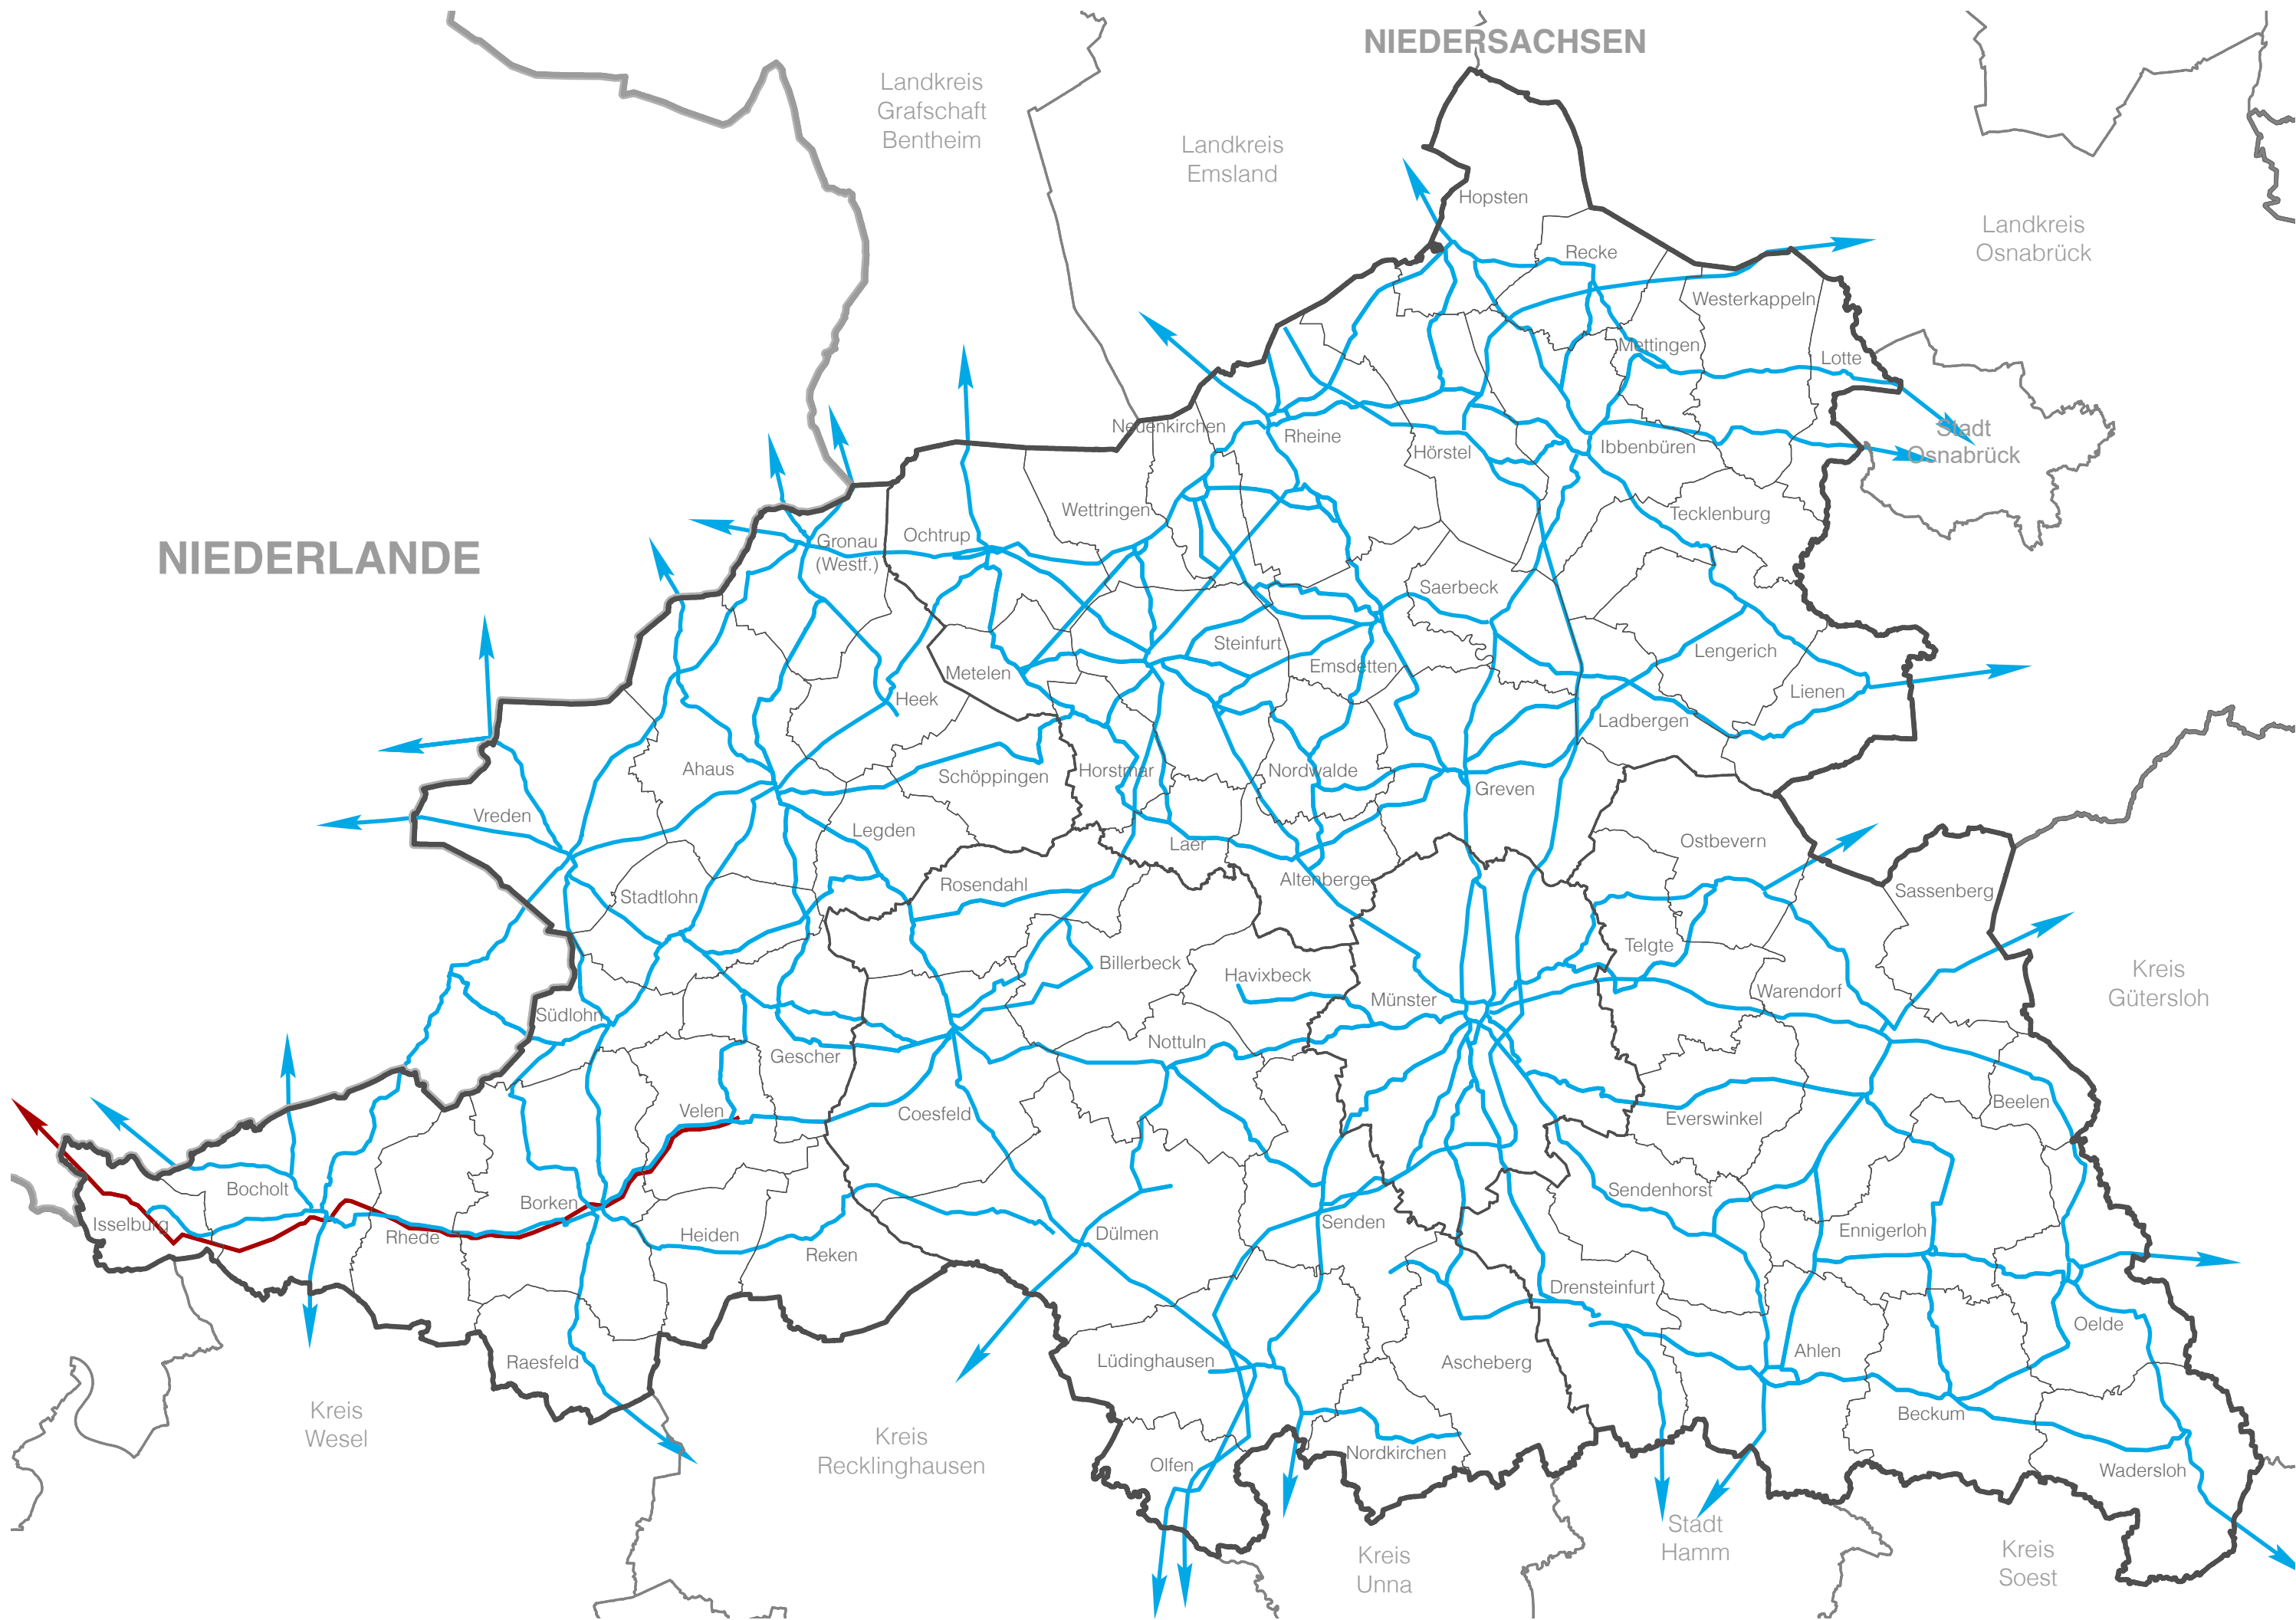 NIEDERSACHSEN
Landkreis
Grafschaft
Bentheim
Landkreis
Emsland
Hopsten
Landkreis
Osnabrück
Recke
Westerkappeln
Mettingen
Lotte
Neuenkirchen
Rheine
Hörstel
Ibbenbüren
Stadt
Osnabrück
Wettringen
Tecklenburg
NIEDERLANDE
Gronau
(Westf.)
Ochtrup
Saerbeck
Steinfurt
Emsdetten
Lengerich
Metelen
Lienen
Heek
Ladbergen
Ahaus
Schöppingen
Horstmar
Nordwalde
Greven
Vreden
Legden
Laer
Ostbevern
Altenberge
Rosendahl
Stadtlohn
Sassenberg
Telgte
Billerbeck
Havixbeck
Münster
Warendorf
Kreis
Gütersloh
Südlohn
Gescher
Nottuln
Velen
Coesfeld
Everswinkel
Beelen
Bocholt
Borken
Sendenhorst
Isselburg
Rhede
Heiden
Reken
Dülmen
Senden
Ennigerloh
Drensteinfurt
Oelde
Raesfeld
Lüdinghausen
Ascheberg
Ahlen
Kreis
Wesel
Beckum
Kreis
Recklinghausen
Olfen
Nordkirchen
Wadersloh
Stadt
Hamm
Kreis
Unna
Kreis
Soest